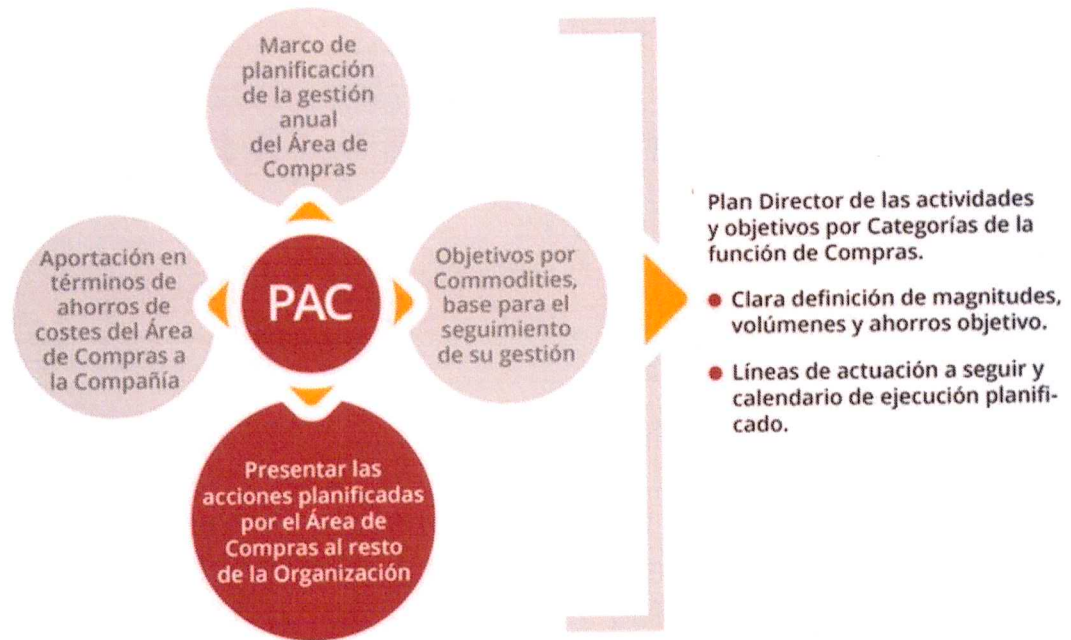 Marco de
planificación
de la gestión
anual
del Área de
Compras
Aportación en
términos de
ahorros de
costes del Área
de Compras a
la Compañía
PAC
Objetivos por
Commodities,
base para el
seguimiento
de su gestión
Presentar las
acciones planificadas
por el Área de
Compras al resto
de la Organización
Plan Director de las actividades
y objetivos por Categorías de la
función de Compras.
Clara definición de magnitudes,
volúmenes y ahorros objetivo.
Líneas de actuación a seguir y
calendario de ejecución planifi-
cado.